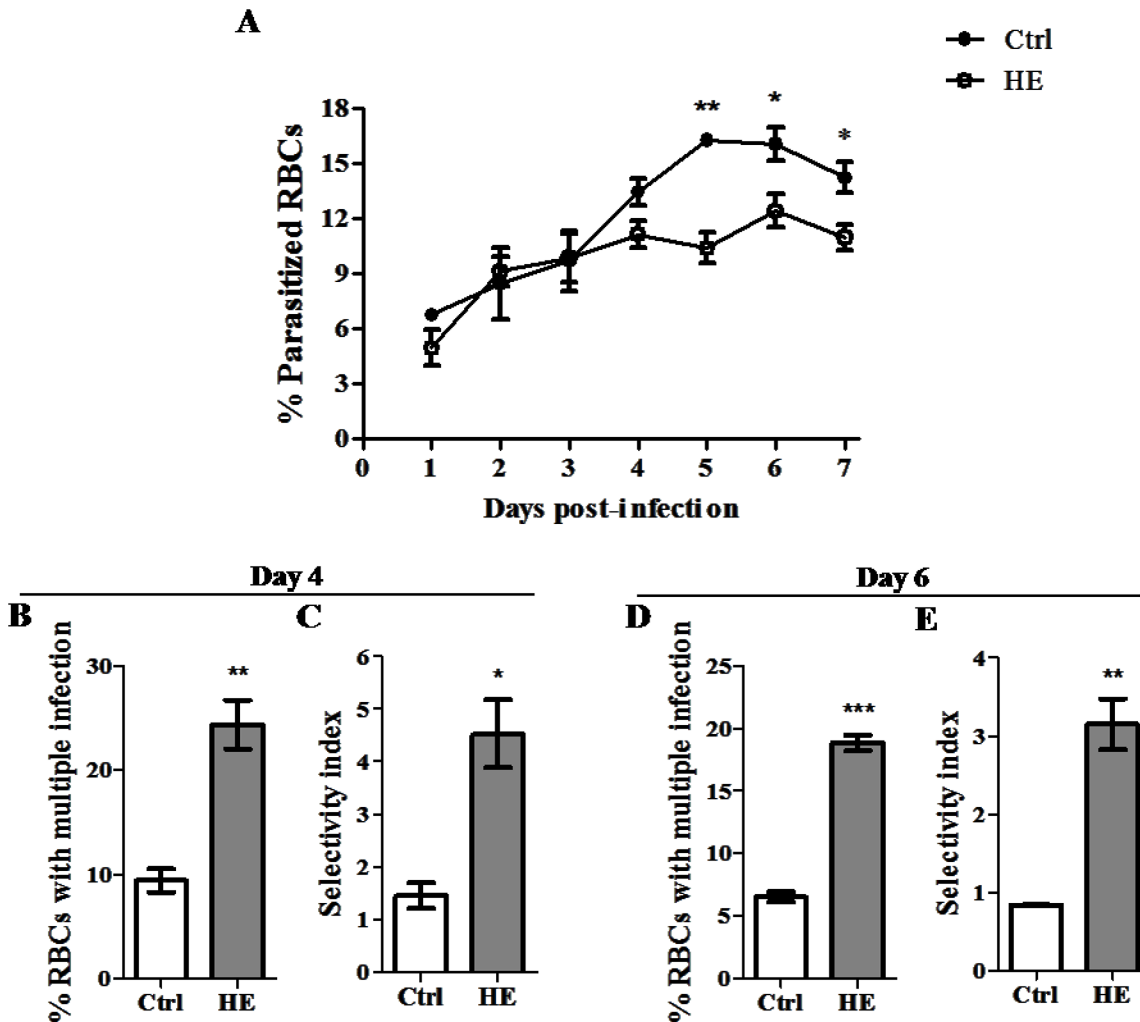 A
Ctrl
HE
% Parasitized RBCs
18
15
12
9
6
3
0
** * *
0 1 2 3 4 5 6 7
Days post-infection
Day 4
B
% RBCs with multiple infection
30
20
10
0
**
Ctrl HE
C
Selectivity index
6
5
4
3
2
1
0
*
Ctrl HE
Day 6
D
% RBCs with multiple infection
25
20
15
10
5
0
***
Ctrl HE
E
Selectivity index
4
3
2
1
0
**
Ctrl HE